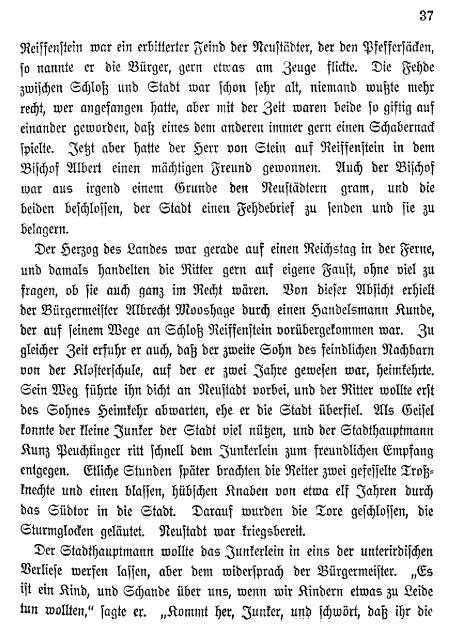 37
Reiffenstein war ein erbitterter Feind der Neustädter, der den Pfeffersäcken,
so nannte er die Bürger, gern etwas am Zeuge flickte. Die Fehde
zwischen Schloß und Stadt war schon sehr alt, niemand wußte mehr
recht, wer angefangen hatte, aber mit der Zeit waren beide so giftig auf
einander geworden, daß eines dem anderen immer gern einen Schabernack
spielte. Jetzt aber hatte der Herr von Stein auf Reiffenstein in dem
Bischof Albert einen mächtigen Freund gewonnen. Auch der Bischof
war aus irgend einem Grunde den Neustädtern gram, und die
beiden beschlossen, der Stadt einen Fehdebrief zu senden und sie zu
belagern.
Der Herzog des Landes war gerade auf einen Reichstag in der Ferne,
und damals handelten die Ritter gern auf eigene Faust, ohne viel zu
fragen, ob sie auch ganz im Recht wären. Von dieser Absicht erhielt
der Bürgermeister Albrecht Mooshage durch einen Handelsmann Kunde,
der auf seinem Wege an Schloß Reiffenstein vorübergekommen war. Zu
gleicher Zeit erfuhr er auch, daß der zweite Sohn des feindlichen Nachbarn
von der Klosterschule, auf der er zwei Jahre gewesen war, heimkehrte.
Sein Weg führte ihn dicht an Neustadt vorbei, und der Ritter wollte erst
des Sohnes Heimkehr abwarten, ehe er die Stadt überfiel. Als Geisel
konnte der kleine Junker der Stadt viel nützen, und der Stadthauptmann
Kunz Peuchtinger ritt schnell dem Junkerlein zum freundlichen Empfang
entgegen. Etliche Stunden später brachten die Reiter zwei gefesselte Troß-
knechte und einen blassen, hübschen Knaben von etwa elf Jahren durch
das Südtor in die Stadt. Darauf wurden die Tore geschlossen, die
Sturmglocken geläutet. Neustadt war kriegsbereit.
Der Stadthauptmann wollte das Junkerlein in eins der unterirdischen
Verliese werfen lassen, aber dem widersprach der Bürgermeister. „Es
ist ein Kind, und Schande über uns, wenn wir Kindern etwas zu Leide
tun wollten,“ sagte er. „Kommt her, Junker, und schwört, daß ihr die